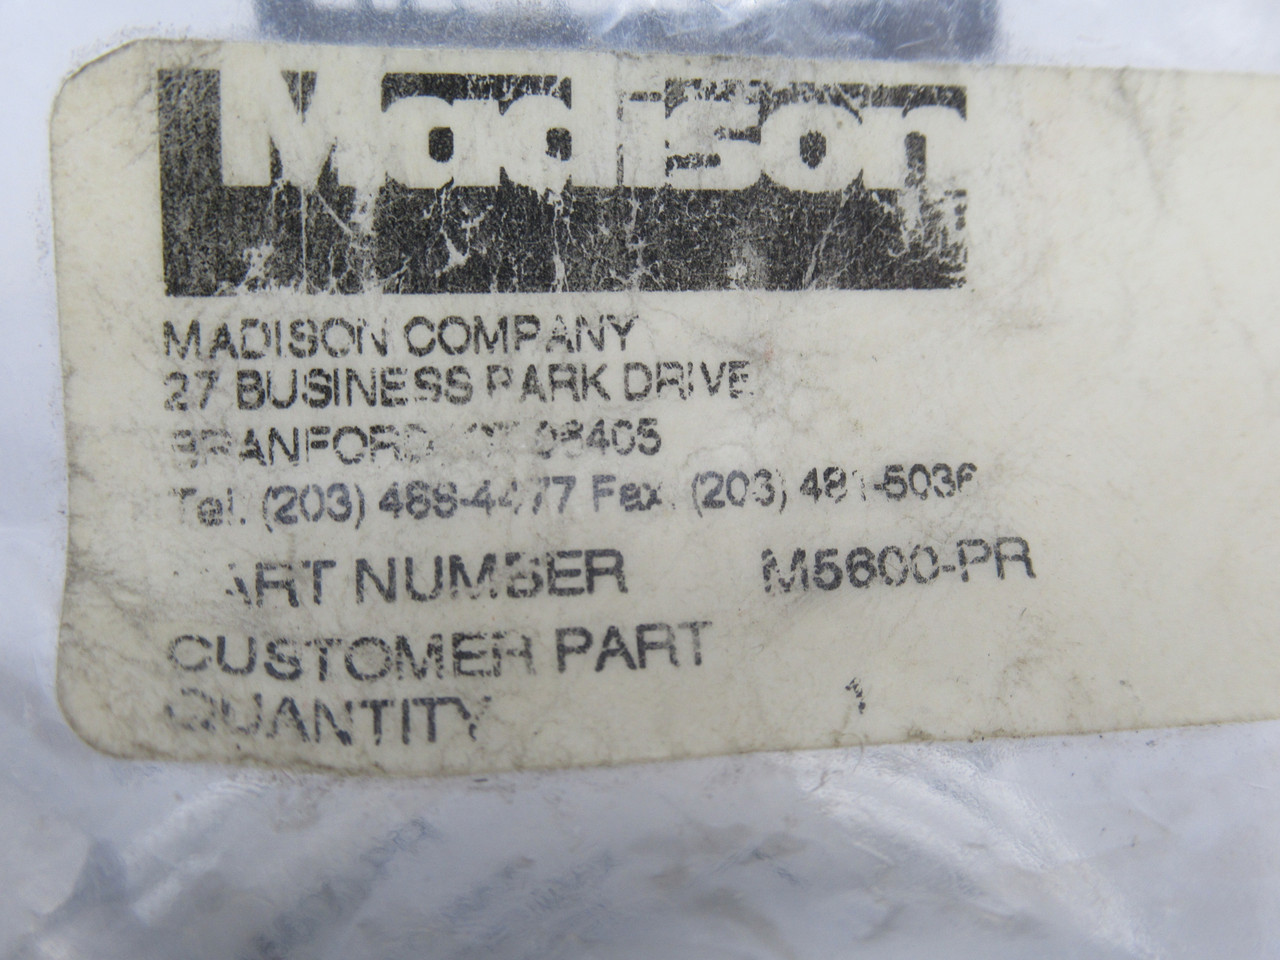 Madison
MADISON COMPANY
27 BUSINESS PARK DRIVE
BRANFORD, CT 06405
Tel. (203) 488-4477 Fax. (203) 481-5036
PART NUMBER M5600-PR
CUSTOMER PART
QUANTITY 1